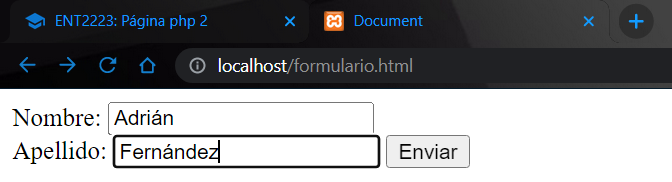 ENT2223: Página php 2
Document
localhost/formulario.html
Nombre: Adrián
Apellido: Fernández Enviar